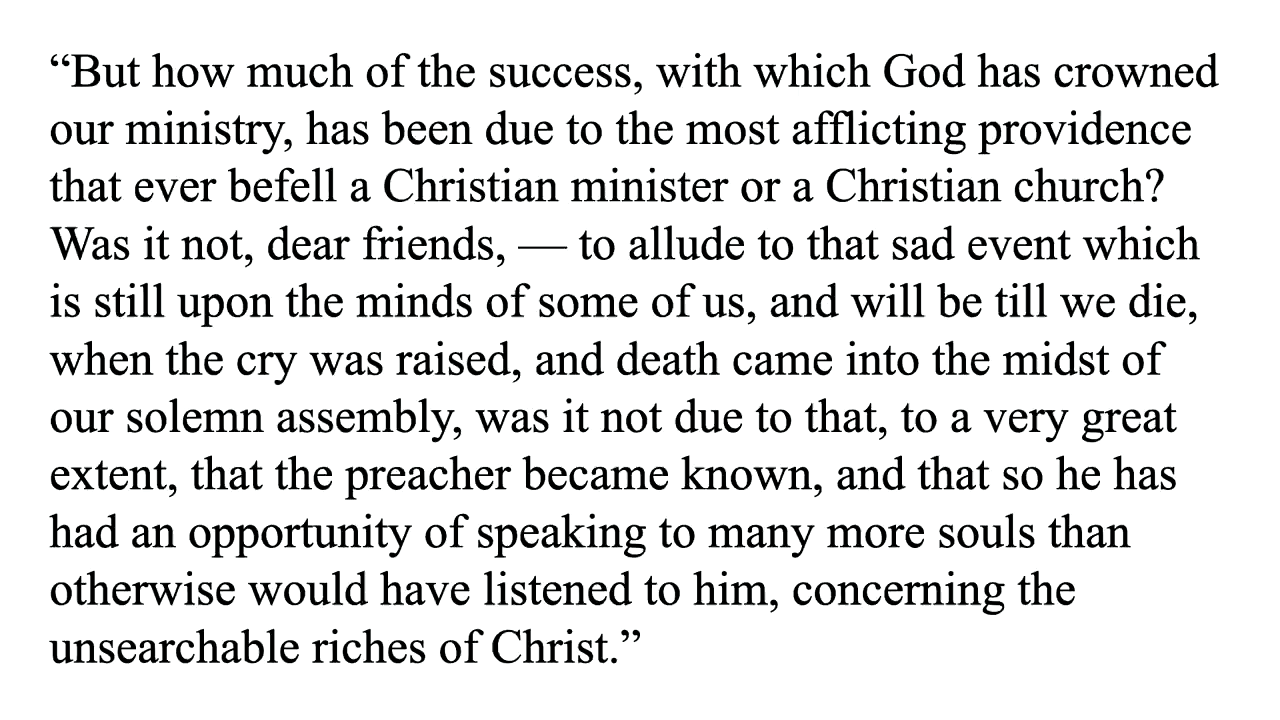 “But how much of the success, with which God has crowned
our ministry, has been due to the most afflicting providence
that ever befell a Christian minister or a Christian church?
Was it not, dear friends, — to allude to that sad event which
is still upon the minds of some of us, and will be till we die,
when the cry was raised, and death came into the midst of
our solemn assembly, was it not due to that, to a very great
extent, that the preacher became known, and that so he has
had an opportunity of speaking to many more souls than
otherwise would have listened to him, concerning the
unsearchable riches of Christ.”